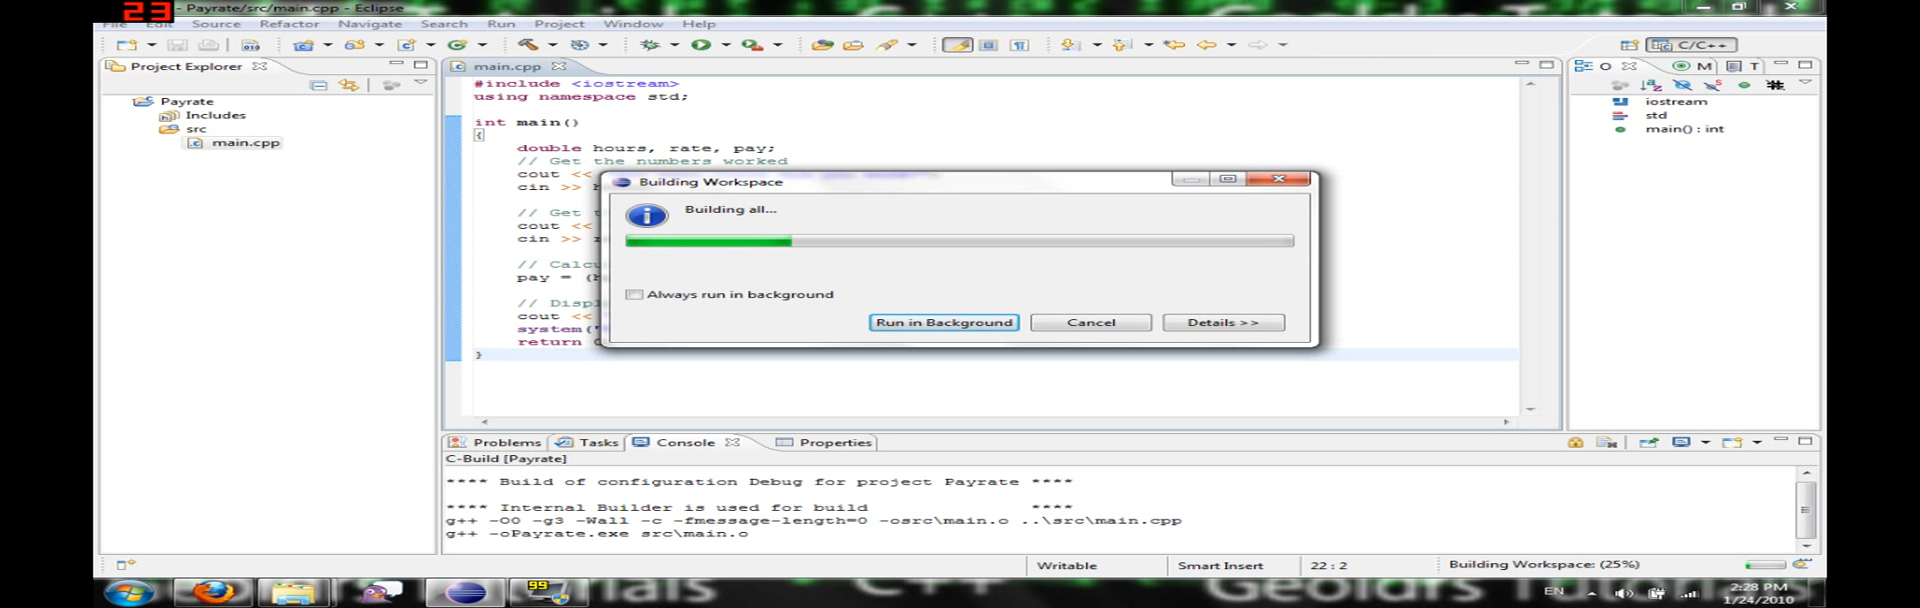 23
- Payrate/src/main.cpp - Eclipse
File Edit Source Refactor Navigate Search Run Project Window Help
C/C++
Project Explorer
Payrate
Includes
src
main.cpp
main.cpp
#include <iostream>
using namespace std;
int main()
{
double hours, rate, pay;
// Get the numbers worked
cout <<
cin >>
// Get
cout <<
cin >>
// Calcu
pay = (h
// Displ
cout <<
system("
return
}
Building Workspace
Building all...
Always run in background
Run in Background
Cancel
Details >>
O
M
T
iostream
std
main() : int
Problems
Tasks
Console
Properties
C-Build [Payrate]
**** Build of configuration Debug for project Payrate ****
**** Internal Builder is used for build ****
g++ -O0 -g3 -Wall -c -fmessage-length=0 -osrc\main.o ..\src\main.cpp
g++ -oPayrate.exe src\main.o
Writable
Smart Insert
22 : 2
Building Workspace: (25%)
99
C++
EN
2:28 PM
1/24/2010